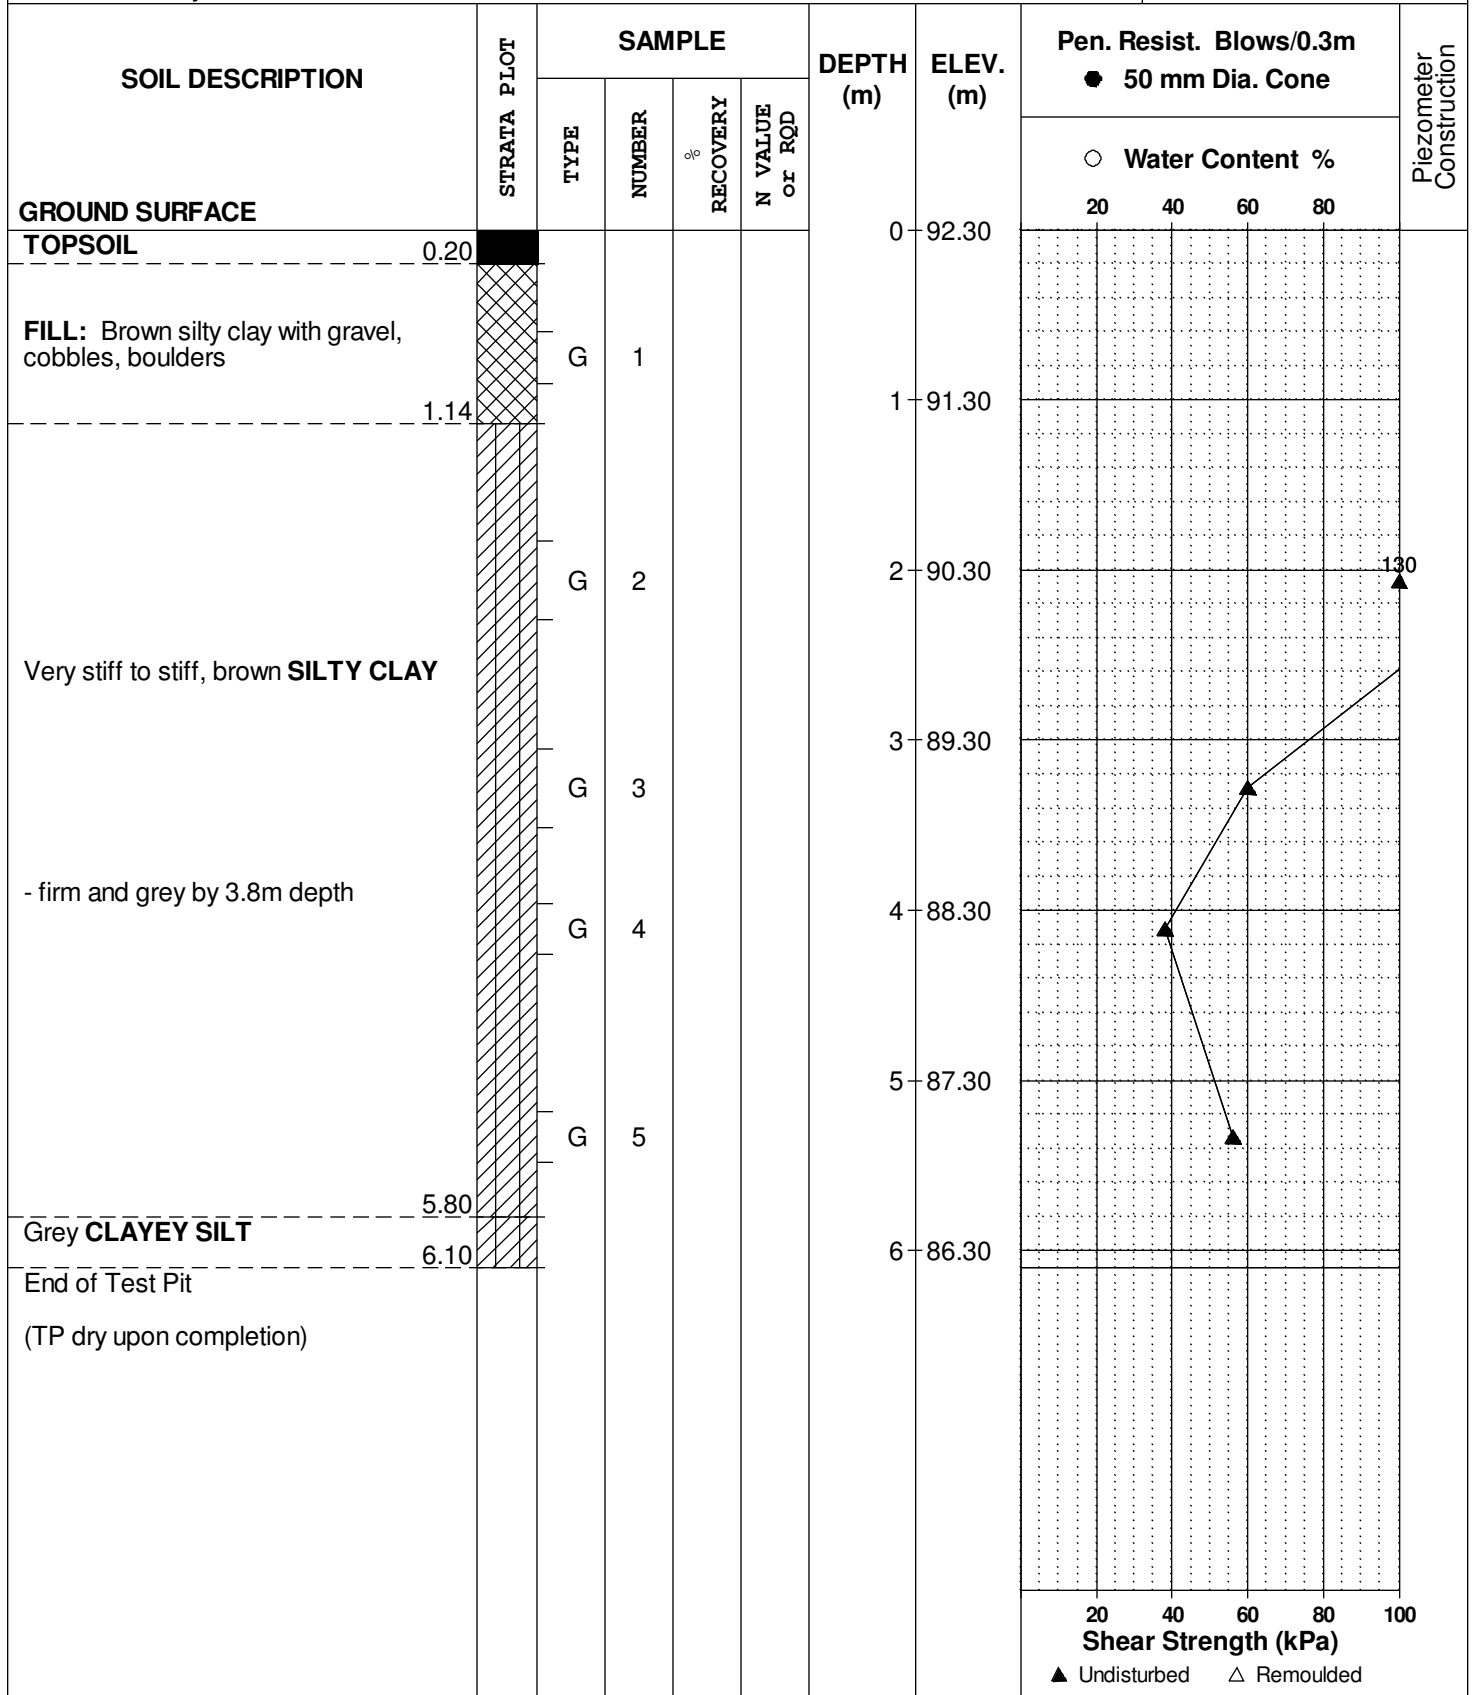 SOIL DESCRIPTION
GROUND SURFACE
STRATA PLOT
SAMPLE
TYPE
NUMBER
%
RECOVERY
N VALUE
or RQD
DEPTH
(m)
ELEV.
(m)
Pen. Resist. Blows/0.3m
● 50 mm Dia. Cone
○ Water Content %
20 40 60 80
Piezometer
Construction
TOPSOIL
0.20
0 92.30
FILL: Brown silty clay with gravel,
cobbles, boulders
G 1
1.14
1 91.30
G 2
2 90.30
130
Very stiff to stiff, brown SILTY CLAY
3 89.30
G 3
- firm and grey by 3.8m depth
4 88.30
G 4
5 87.30
G 5
5.80
Grey CLAYEY SILT
6.10
6 86.30
End of Test Pit
(TP dry upon completion)
20 40 60 80 100
Shear Strength (kPa)
▲ Undisturbed △ Remoulded